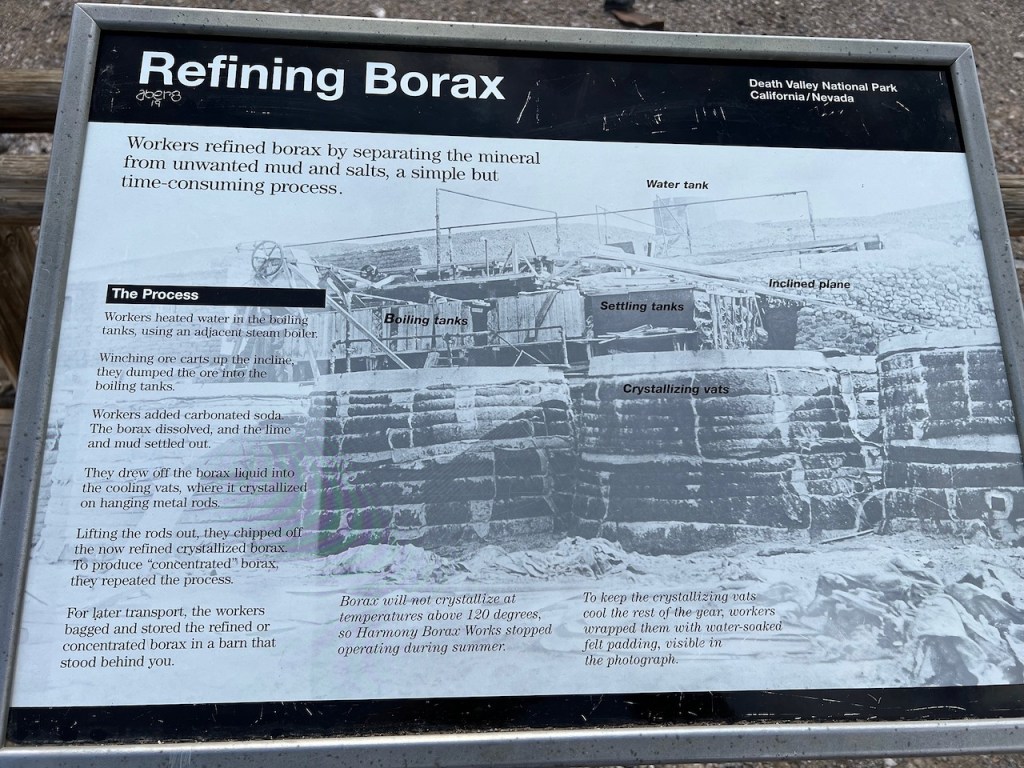 Refining Borax
Death Valley National Park
California/Nevada
Workers refined borax by separating the mineral
from unwanted mud and salts, a simple but
time-consuming process.
Water tank
Inclined plane
Settling tanks
Boiling tanks
Crystallizing vats
The Process
Workers heated water in the boiling
tanks, using an adjacent steam boiler.
Winching ore carts up the incline,
they dumped the ore into the
boiling tanks.
Workers added carbonated soda.
The borax dissolved, and the lime
and mud settled out.
They drew off the borax liquid into
the cooling vats, where it crystallized
on hanging metal rods.
Lifting the rods out, they chipped off
the now refined crystallized borax.
To produce "concentrated" borax,
they repeated the process.
For later transport, the workers
bagged and stored the refined or
concentrated borax in a barn that
stood behind you.
Borax will not crystallize at
temperatures above 120 degrees,
so Harmony Borax Works stopped
operating during summer.
To keep the crystallizing vats
cool the rest of the year, workers
wrapped them with water-soaked
felt padding, visible in
the photograph.